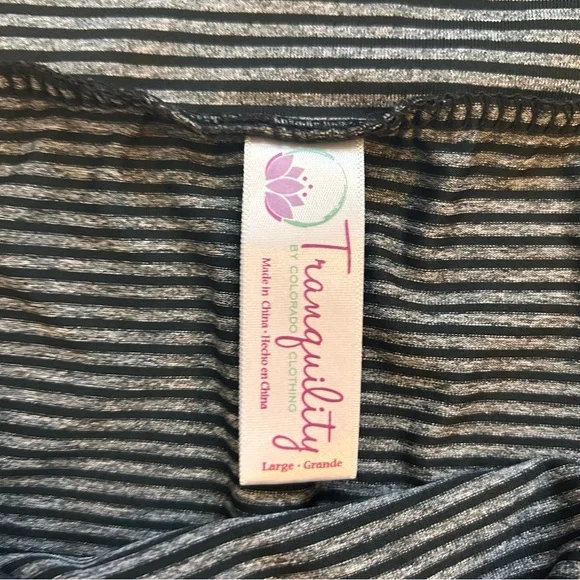 Tranquility
BY COLORADO CLOTHING
Made in China • Hecho en China
Large • Grande